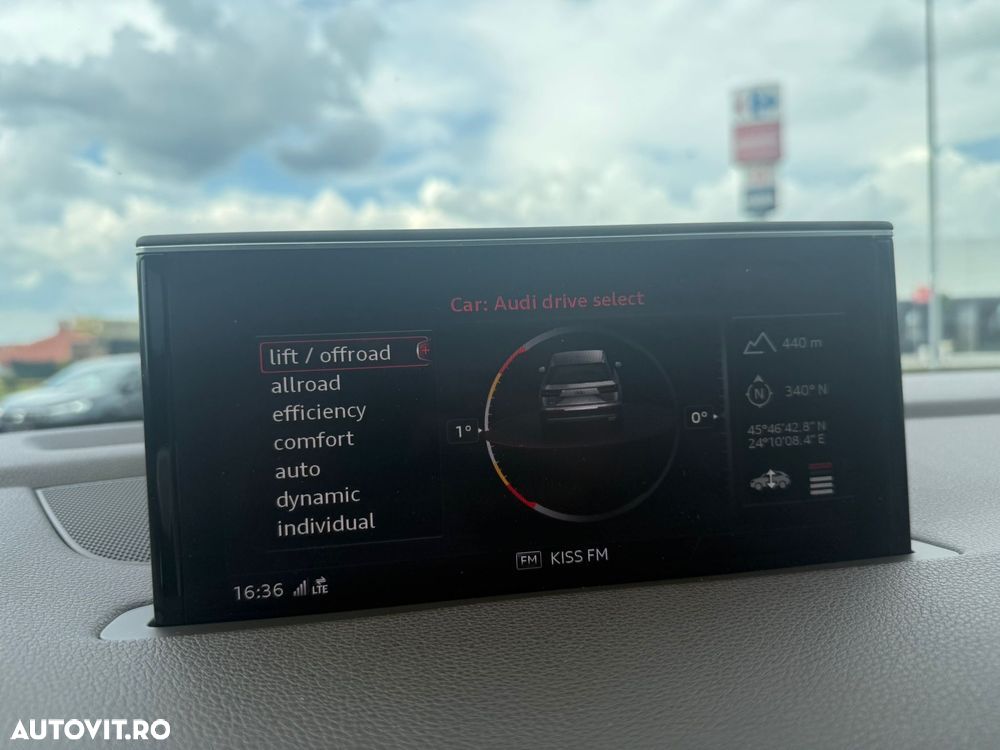 Car: Audi drive select
lift / offroad
allroad
efficiency
comfort
auto
dynamic
individual
1°
0°
440 m
N
340° N
45°46'42.8" N
24°10'08.4" E
FM KISS FM
16:36 LTE
AUTOVIT.RO